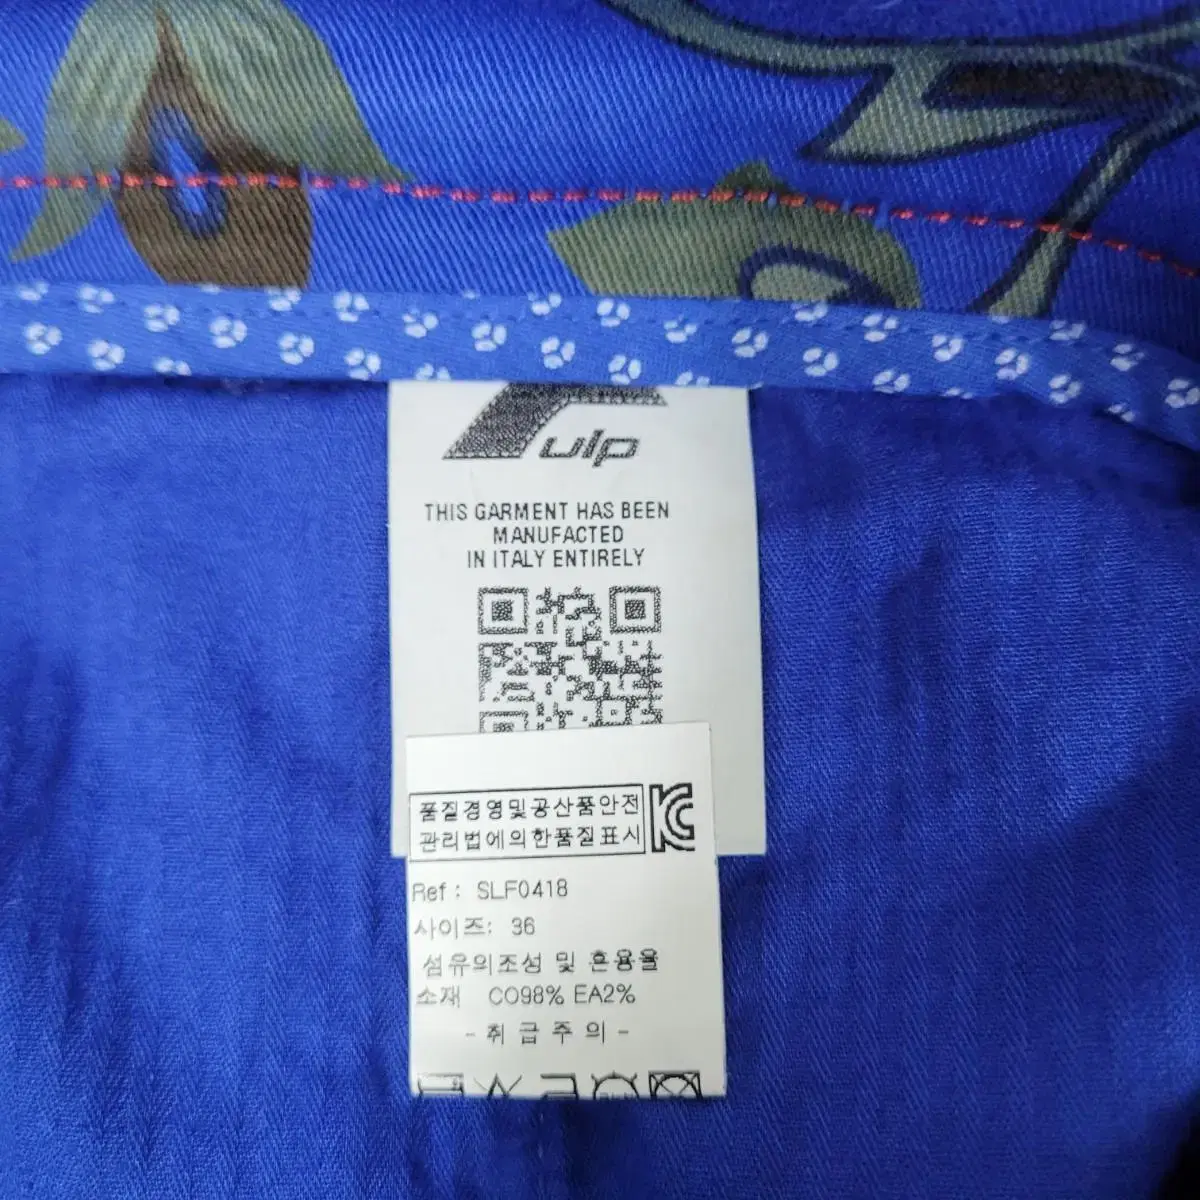 ulp
THIS GARMENT HAS BEEN
MANUFACTED
IN ITALY ENTIRELY
품질경영및공산품안전
관리법에의한품질표시
Ref : SLF0418
사이즈: 36
섬유의조성 및 혼용율
소재 CO98% EA2%
- 취 급 주 의 -